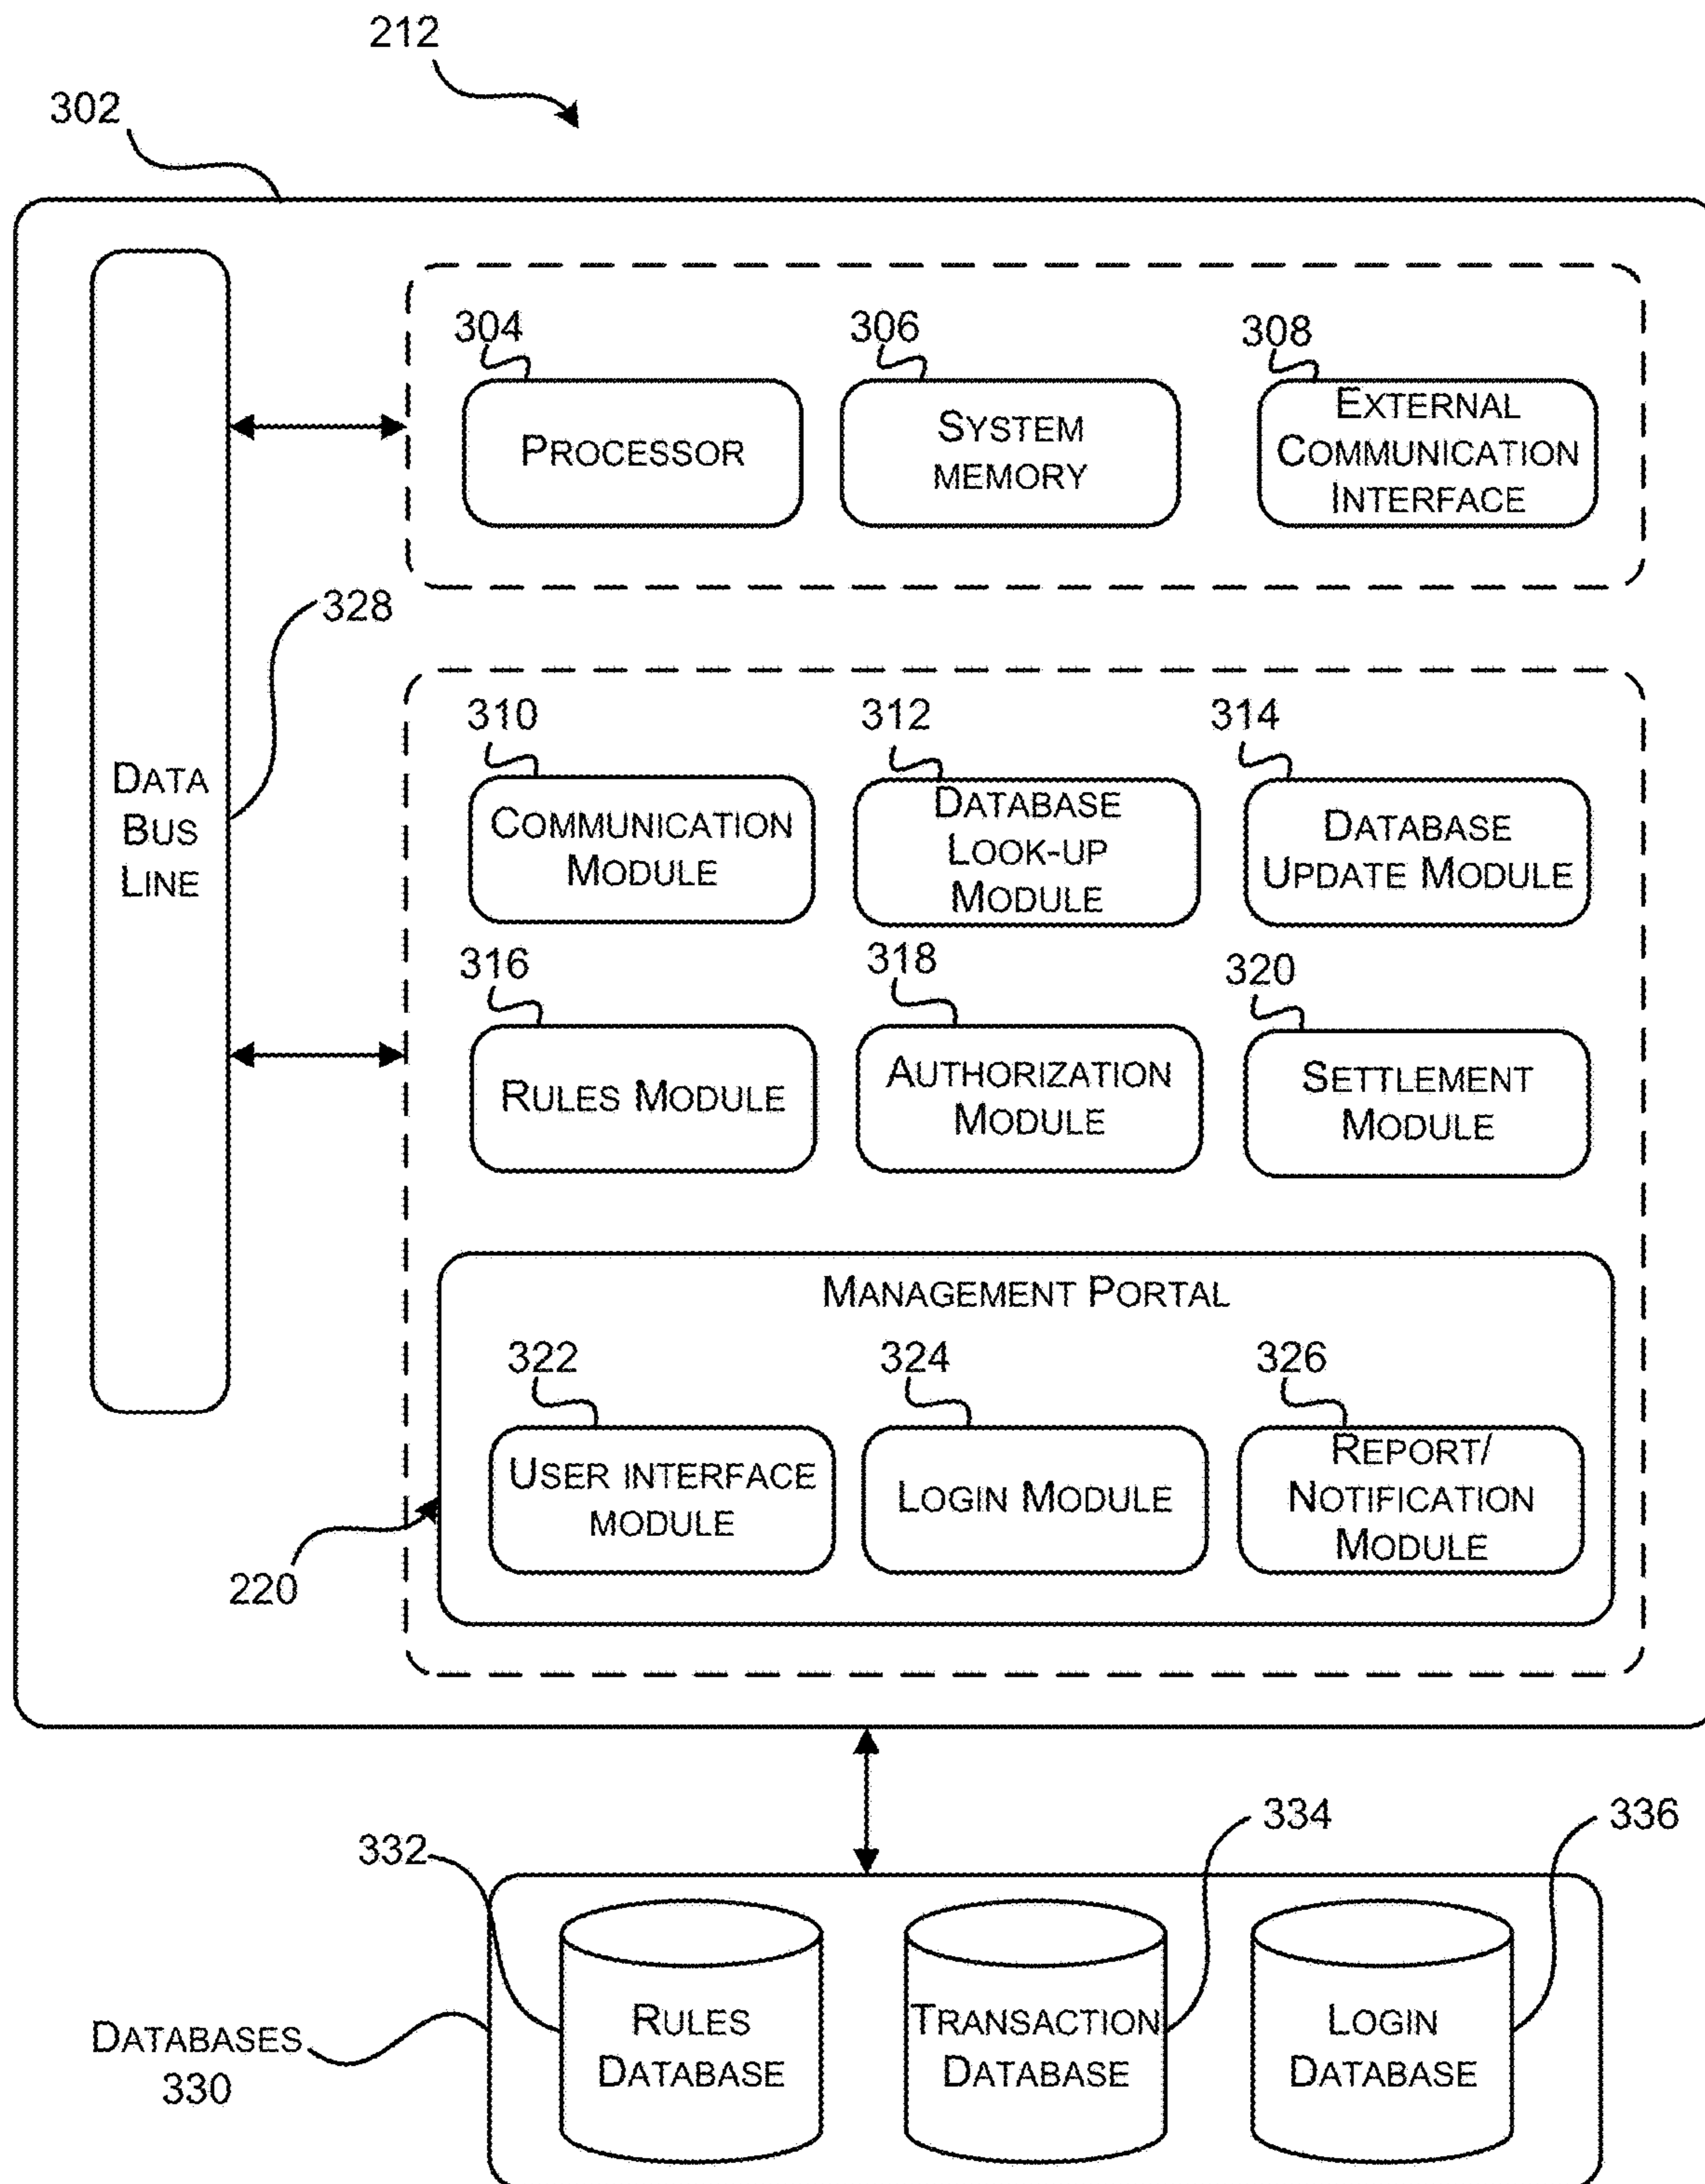 212
302
304
306
308
PROCESSOR
SYSTEM
MEMORY
EXTERNAL
COMMUNICATION
INTERFACE
328
DATA
BUS
LINE
310
312
314
COMMUNICATION
MODULE
DATABASE
LOOK-UP
MODULE
DATABASE
UPDATE MODULE
316
318
320
RULES MODULE
AUTHORIZATION
MODULE
SETTLEMENT
MODULE
MANAGEMENT PORTAL
322
324
326
USER INTERFACE
MODULE
LOGIN MODULE
REPORT/
NOTIFICATION
MODULE
220
332
334
336
DATABASES
330
RULES
DATABASE
TRANSACTION
DATABASE
LOGIN
DATABASE